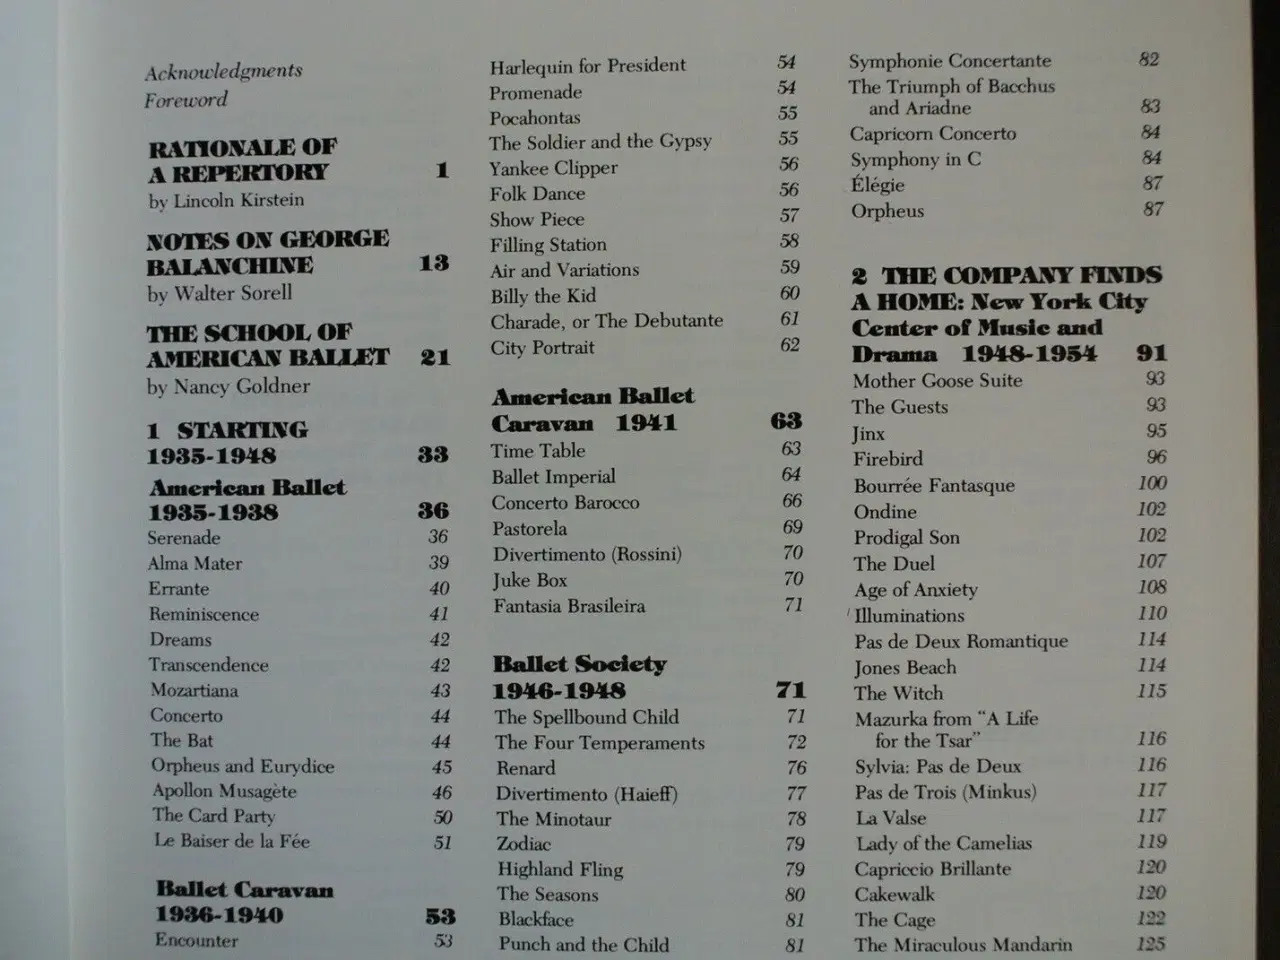 Acknowledgments
Foreword
RATIONALE OF
A REPERTORY 1
by Lincoln Kirstein
NOTES ON GEORGE
BALANCHINE 13
by Walter Sorell
THE SCHOOL OF
AMERICAN BALLET 21
by Nancy Goldner
1 STARTING
1935-1948 33
American Ballet
1935-1938 36
Serenade 36
Alma Mater 39
Errante 40
Reminiscence 41
Dreams 42
Transcendence 42
Mozartiana 43
Concerto 44
The Bat 44
Orpheus and Eurydice 45
Apollon Musagète 46
The Card Party 50
Le Baiser de la Fée 51
Ballet Caravan
1936-1940 53
Encounter 53
Harlequin for President 54
Promenade 54
Pocahontas 55
The Soldier and the Gypsy 55
Yankee Clipper 56
Folk Dance 56
Show Piece 57
Filling Station 58
Air and Variations 59
Billy the Kid 60
Charade, or The Debutante 61
City Portrait 62
American Ballet
Caravan 1941 63
Time Table 63
Ballet Imperial 64
Concerto Barocco 66
Pastorela 69
Divertimento (Rossini) 70
Juke Box 70
Fantasia Brasileira 71
Ballet Society
1946-1948 71
The Spellbound Child 71
The Four Temperaments 72
Renard 76
Divertimento (Haieff) 77
The Minotaur 78
Zodiac 79
Highland Fling 79
The Seasons 80
Blackface 81
Punch and the Child 81
Symphonie Concertante 82
The Triumph of Bacchus
and Ariadne 83
Capricorn Concerto 84
Symphony in C 84
Élégie 87
Orpheus 87
2 THE COMPANY FINDS
A HOME: New York City
Center of Music and
Drama 1948-1954 91
Mother Goose Suite 93
The Guests 93
Jinx 95
Firebird 96
Bourrée Fantasque 100
Ondine 102
Prodigal Son 102
The Duel 107
Age of Anxiety 108
Illuminations 110
Pas de Deux Romantique 114
Jones Beach 114
The Witch 115
Mazurka from "A Life
for the Tsar" 116
Sylvia: Pas de Deux 116
Pas de Trois (Minkus) 117
La Valse 117
Lady of the Camelias 119
Capriccio Brillante 120
Cakewalk 120
The Cage 122
The Miraculous Mandarin 125